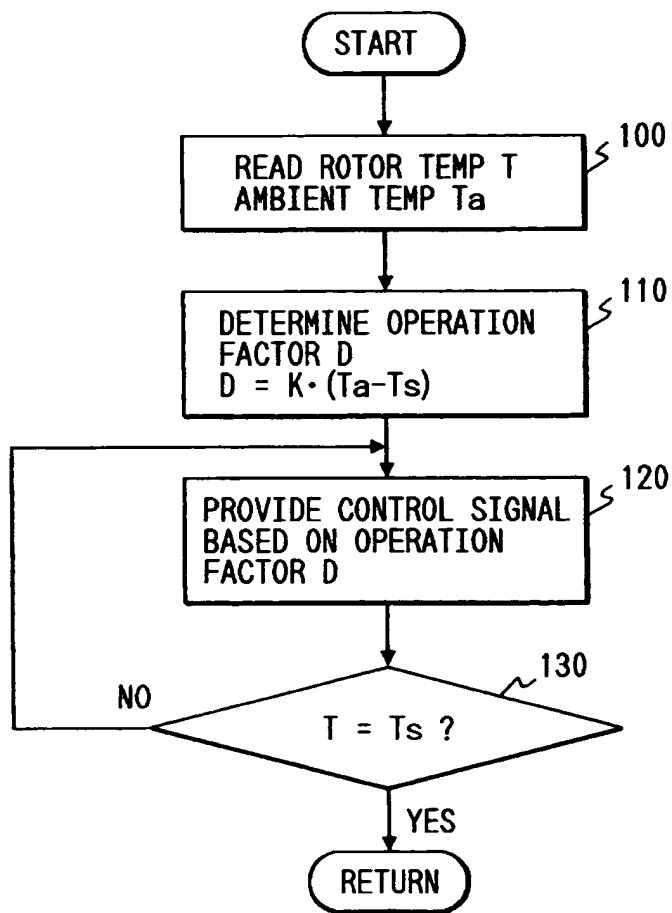 START
100
READ ROTOR TEMP T
AMBIENT TEMP Ta
110
DETERMINE OPERATION
FACTOR D
D = K·(Ta-Ts)
120
PROVIDE CONTROL SIGNAL
BASED ON OPERATION
FACTOR D
130
NO
T = Ts ?
YES
RETURN